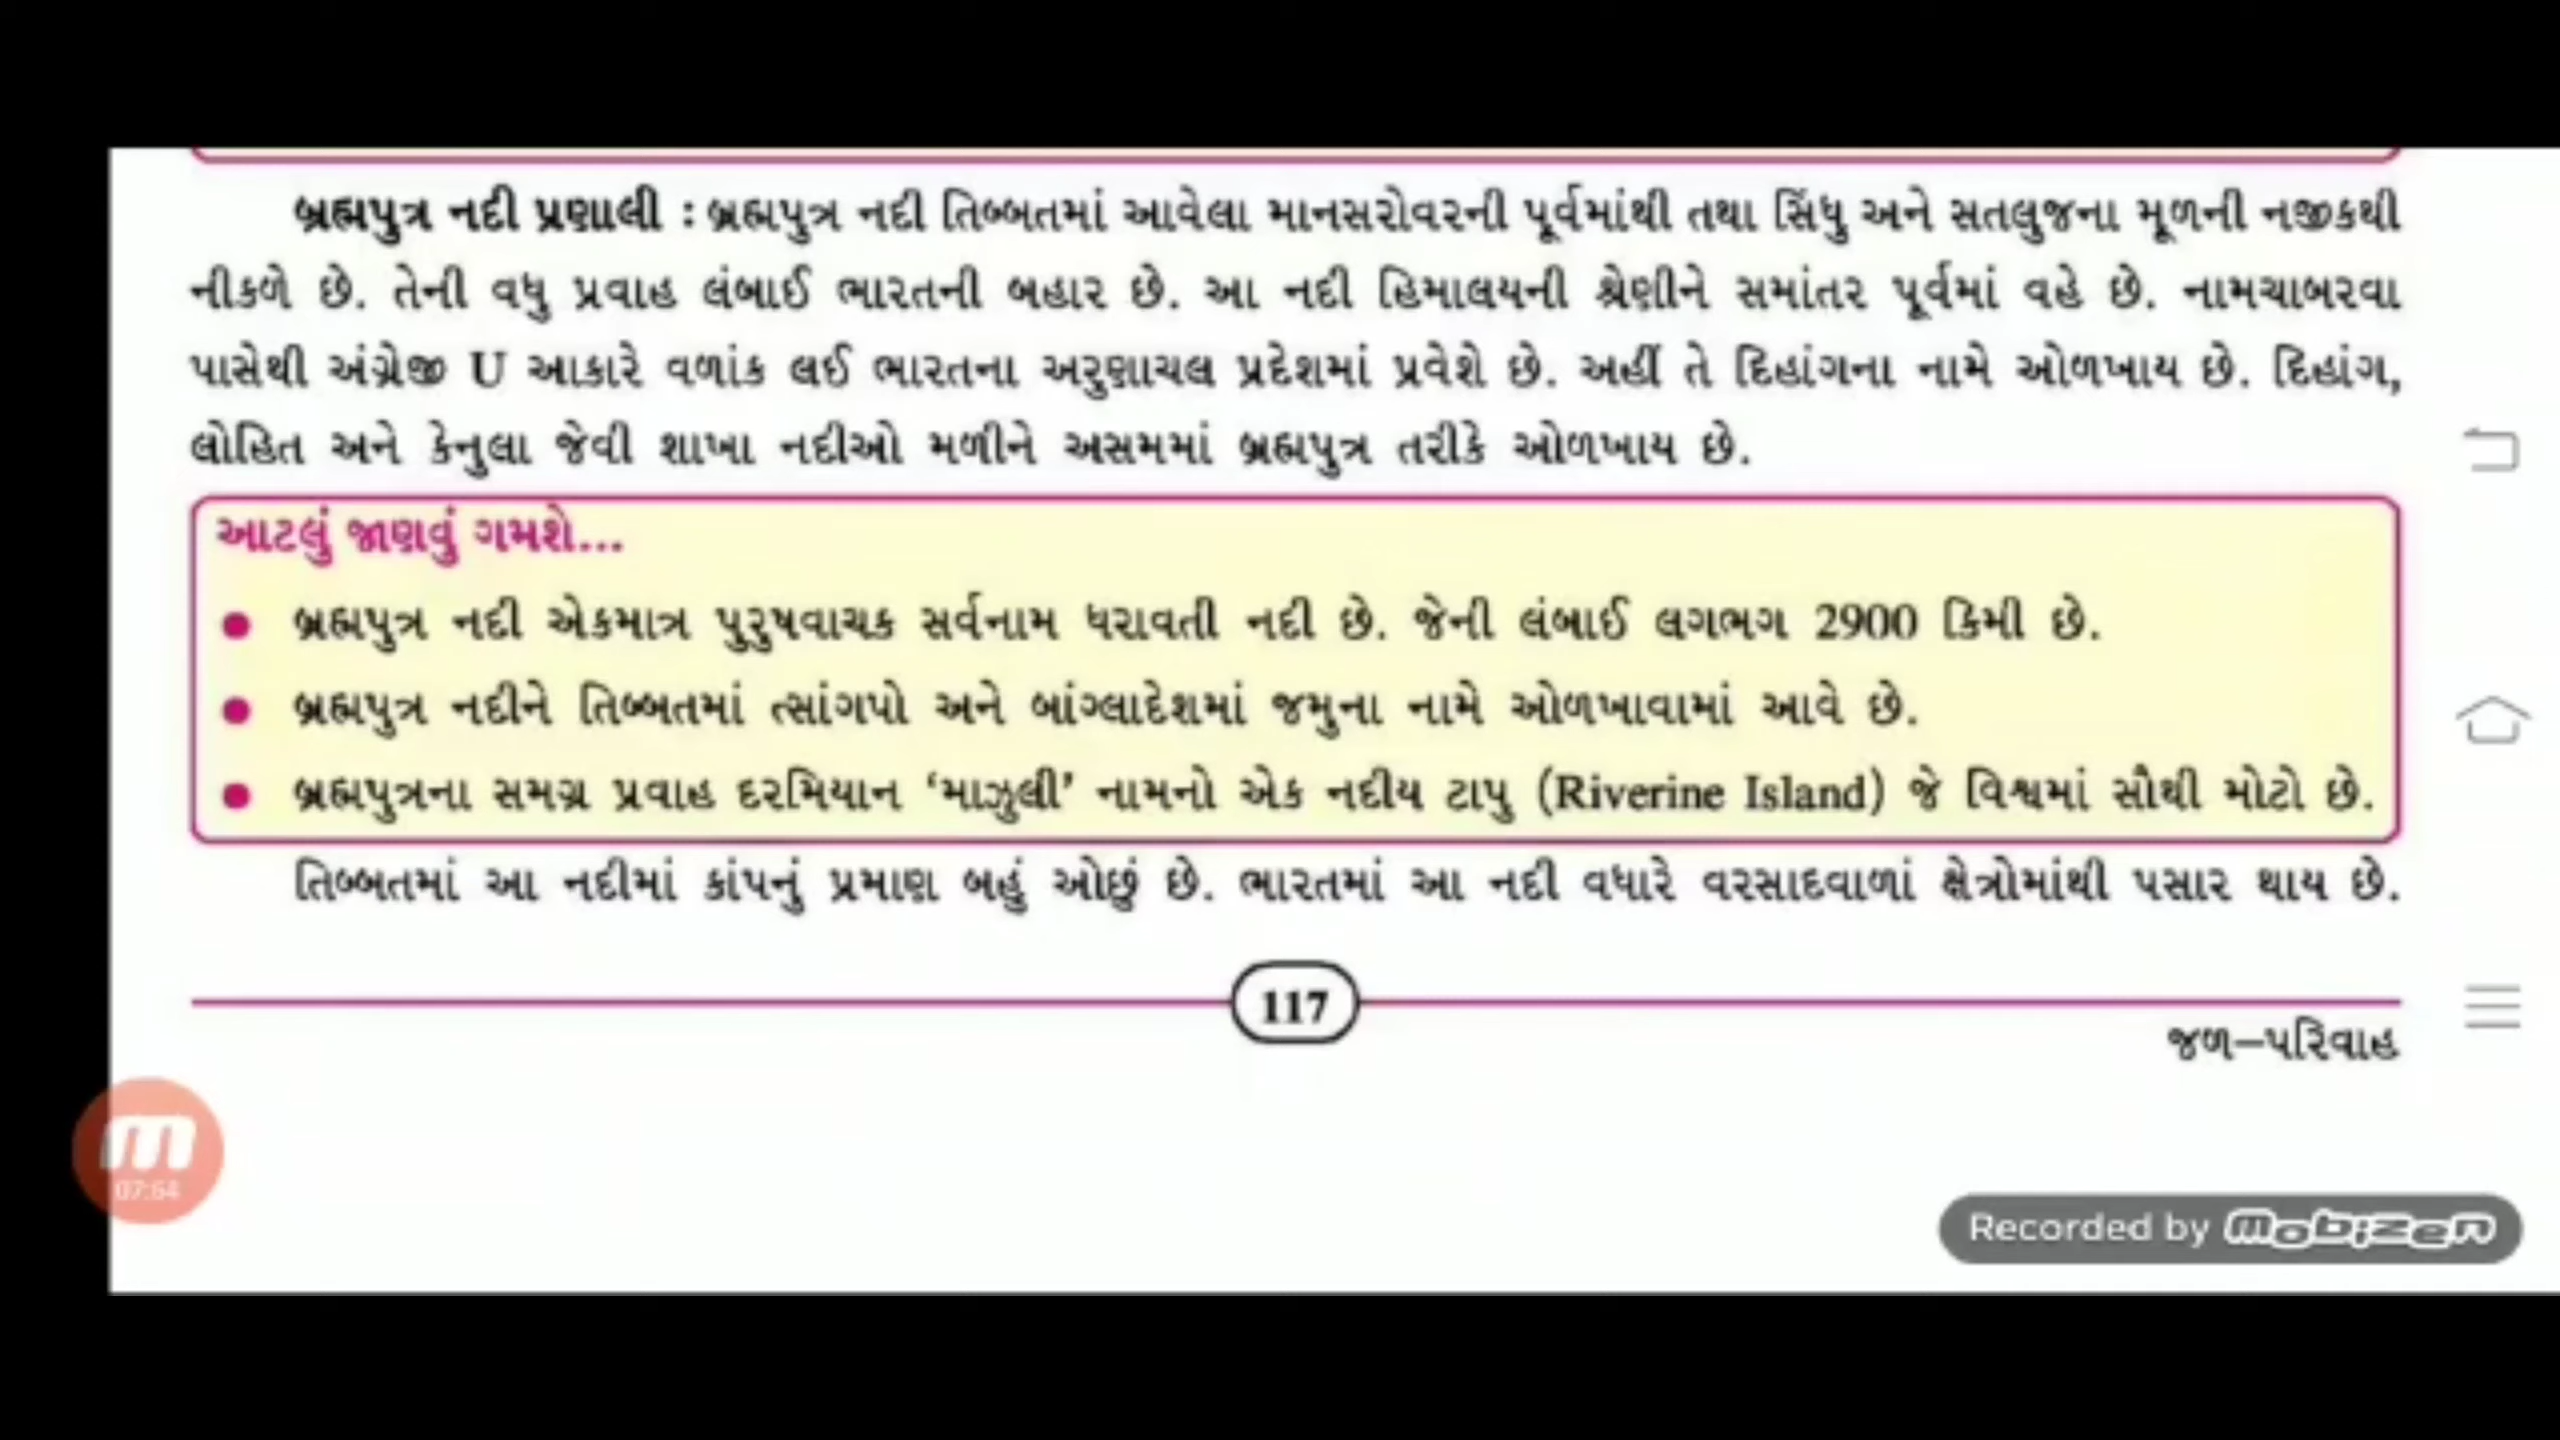 બ્રહ્મપુત્ર નદી પ્રણાલી : બ્રહ્મપુત્ર નદી તિબ્બતમાં આવેલા માનસરોવરની પૂર્વમાંથી તથા સિંધુ અને સતલુજના મૂળની નજીકથી
નીકળે છે. તેની વધુ પ્રવાહ લંબાઈ ભારતની બહાર છે. આ નદી હિમાલયની શ્રેણીને સમાંતર પૂર્વમાં વહે છે. નામચાબરવા
પાસેથી અંગ્રેજી U આકારે વળાંક લઈ ભારતના અરુણાચલ પ્રદેશમાં પ્રવેશે છે. અહીં તે દિહાંગના નામે ઓળખાય છે. દિહાંગ,
લોહિત અને કેનુલા જેવી શાખા નદીઓ મળીને અસમમાં બ્રહ્મપુત્ર તરીકે ઓળખાય છે.
આટલું જાણવું ગમશે...
● બ્રહ્મપુત્ર નદી એકમાત્ર પુરુષવાચક સર્વનામ ધરાવતી નદી છે. જેની લંબાઈ લગભગ 2900 કિમી છે.
● બ્રહ્મપુત્ર નદીને તિબ્બતમાં ત્સાંગપો અને બાંગ્લાદેશમાં જમુના નામે ઓળખાવામાં આવે છે.
● બ્રહ્મપુત્રના સમગ્ર પ્રવાહ દરમિયાન ‘માઝુલી’ નામનો એક નદીય ટાપુ (Riverine Island) જે વિશ્વમાં સૌથી મોટો છે.
તિબ્બતમાં આ નદીમાં કાંપનું પ્રમાણ બહું ઓછું છે. ભારતમાં આ નદી વધારે વરસાદવાળાં ક્ષેત્રોમાંથી પસાર થાય છે.
117
જળ–પરિવાહ
m
07:54
Recorded by mobizen